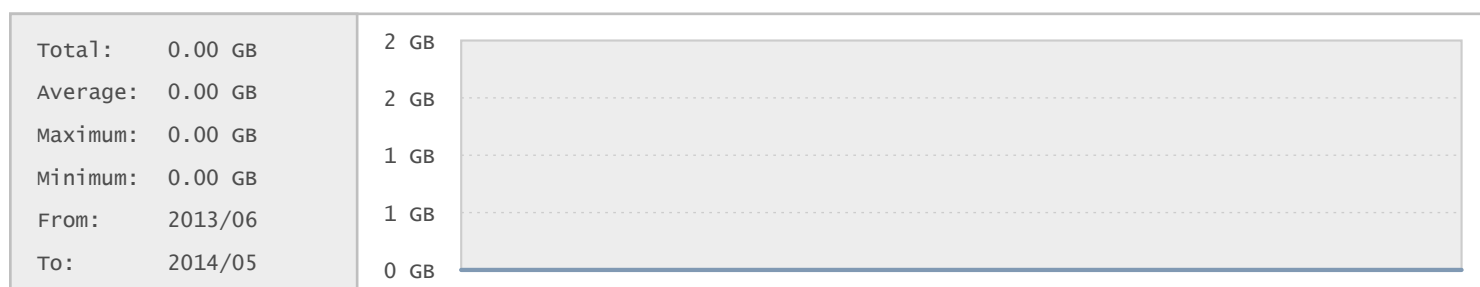 Total: 0.00 GB
Average: 0.00 GB
Maximum: 0.00 GB
Minimum: 0.00 GB
From: 2013/06
To: 2014/05
2 GB
2 GB
1 GB
1 GB
0 GB